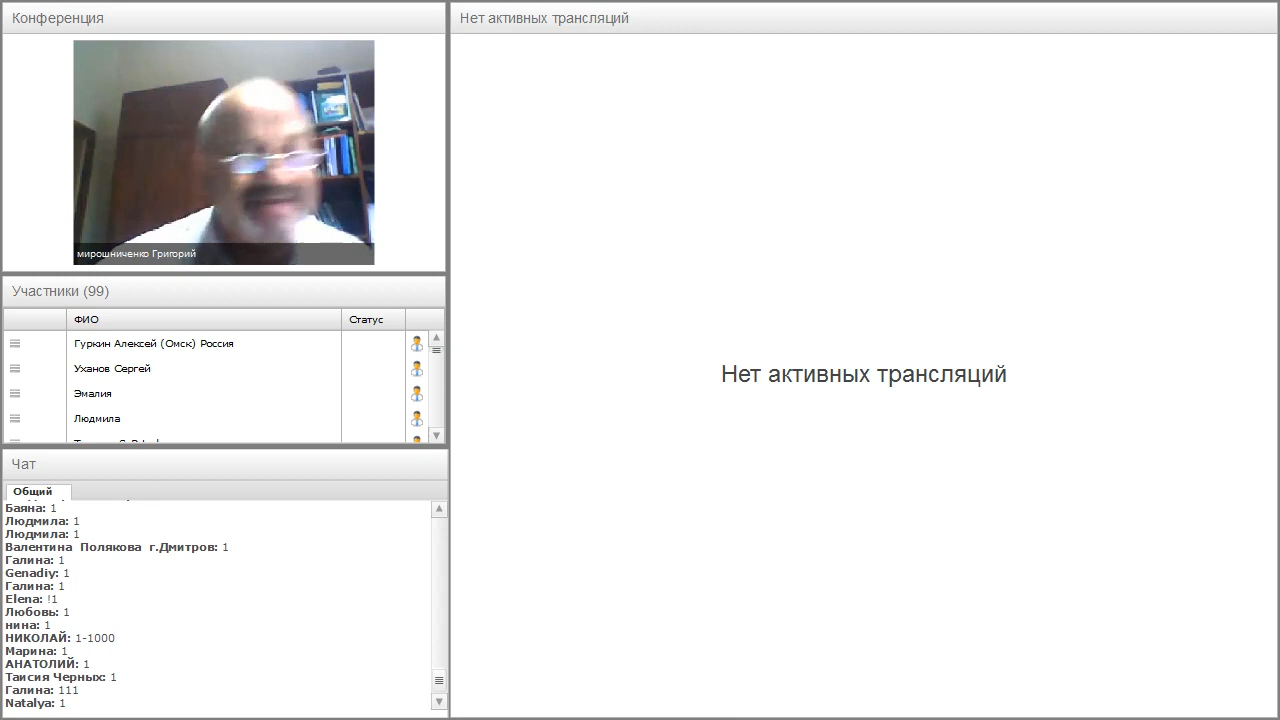 Конференция
мирошниченко Григорий
Участники (99)
ФИО Статус
Гуркин Алексей (Омск) Россия
Уханов Сергей
Эмалия
Людмила
Чат
Общий
Баяна: 1
Людмила: 1
Людмила: 1
Валентина Полякова г.Дмитров: 1
Галина: 1
Genadiy: 1
Галина: 1
Elena: !1
Любовь: 1
нина: 1
НИКОЛАЙ: 1-1000
Марина: 1
АНАТОЛИЙ: 1
Таисия Черных: 1
Галина: 111
Natalya: 1
Нет активных трансляций
Нет активных трансляций